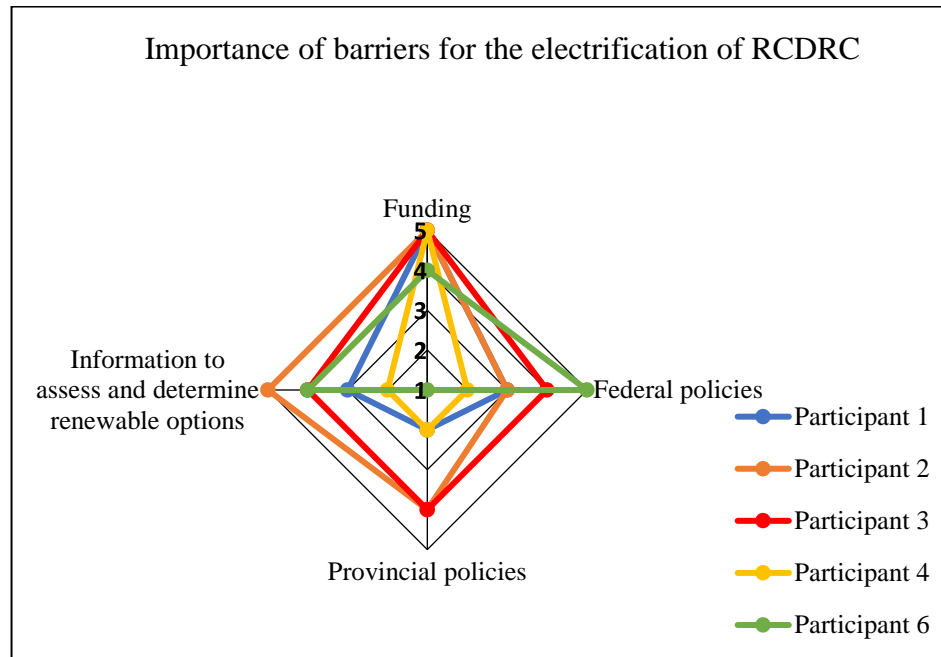 Importance of barriers for the electrification of RCDRC
Funding
5
4
3
2
1
Information to
assess and determine
renewable options
Federal policies
Provincial policies
Participant 1
Participant 2
Participant 3
Participant 4
Participant 6